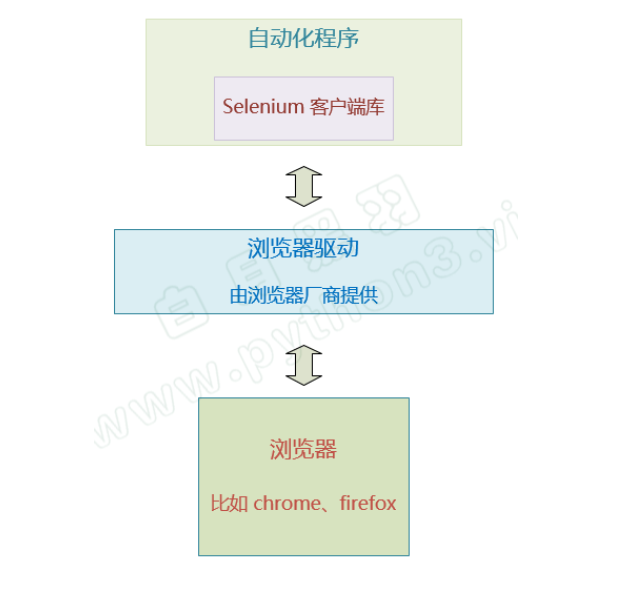 自动化程序
Selenium 客户端库
浏览器驱动
由浏览器厂商提供
浏览器
比如 chrome、firefox
白月黑羽
www.python3.vi